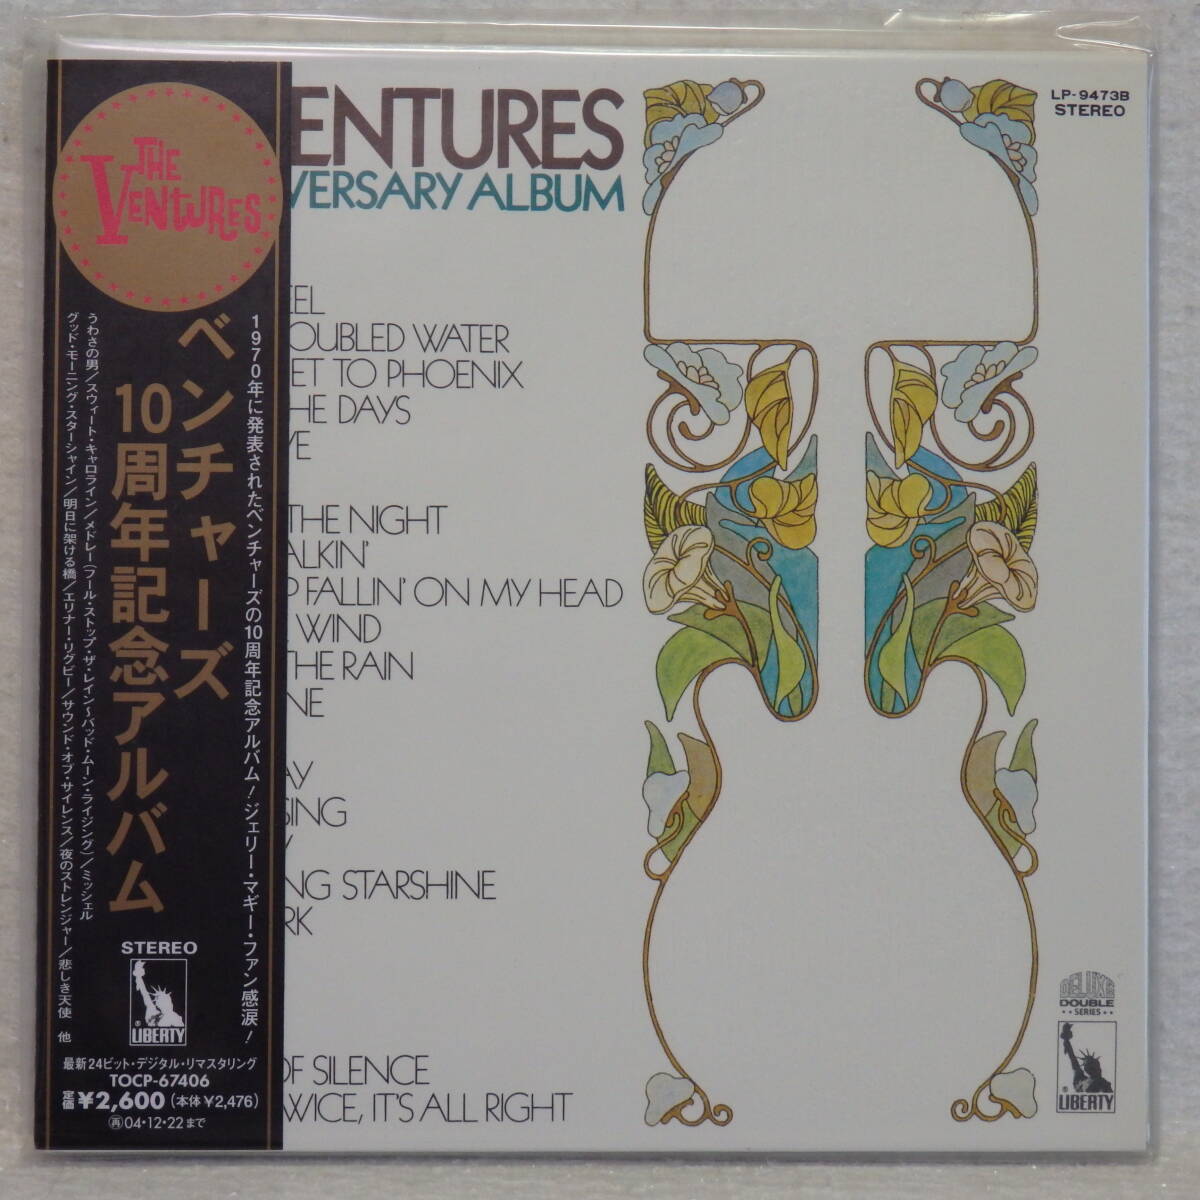 THE
VENTURES
ベンチャーズ
10周年記念アルバム
1970年に発表されたベンチャーズの10周年記念アルバム!ジェリー・マギー・ファン感涙!
うわさの男/スウィート・キャロライン/メドレー(フール・ストップ・ザ・レイン~バッド・ムーン・ライジング)/ミッシェル
グッド・モーニング・スターシャイン/明日に架ける橋/エリナー・リグビー/サウンド・オブ・サイレンス/夜のストレンジャー/悲しき天使 他
STEREO
LIBERTY
最新24ビット・デジタル・リマスタリング
TOCP-67406
定価¥2,600(本体¥2,476)
再04・12・22まで
ENTURES
VERSARY ALBUM
EEL
OUBLED WATER
ET TO PHOENIX
HE DAYS
VE
THE NIGHT
ALKIN'
P FALLIN' ON MY HEAD
WIND
THE RAIN
NE
AY
SING
Y
NG STARSHINE
RK
OF SILENCE
WICE, IT'S ALL RIGHT
LP-9473B
STEREO
DELUXE
DOUBLE
SERIES
LIBERTY